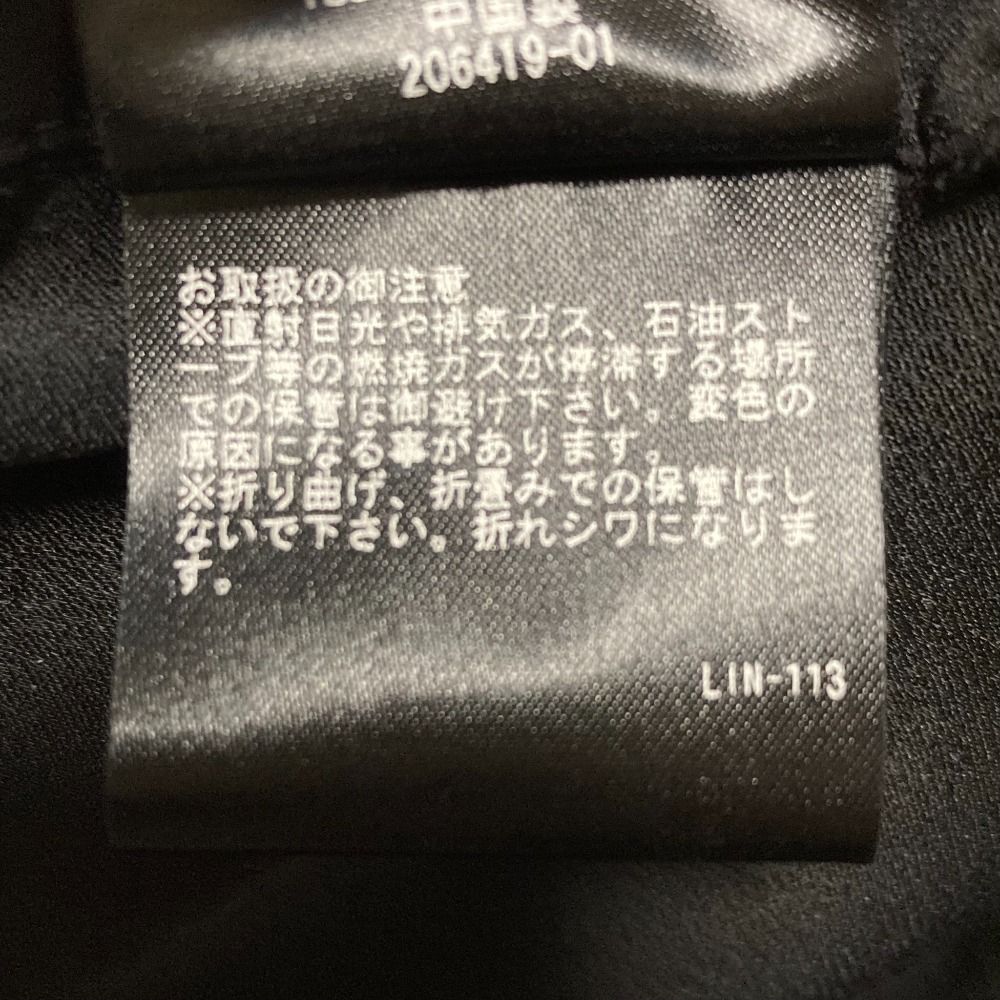 中国製
206419-01
お取扱の御注意
※直射日光や排気ガス、石油スト
ーブ等の燃焼ガスが停滞する場所
での保管は御避け下さい。変色の
原因になる事があります。
※折り曲げ、折畳みでの保管はし
ないで下さい。折れシワになりま
す。
LIN-113